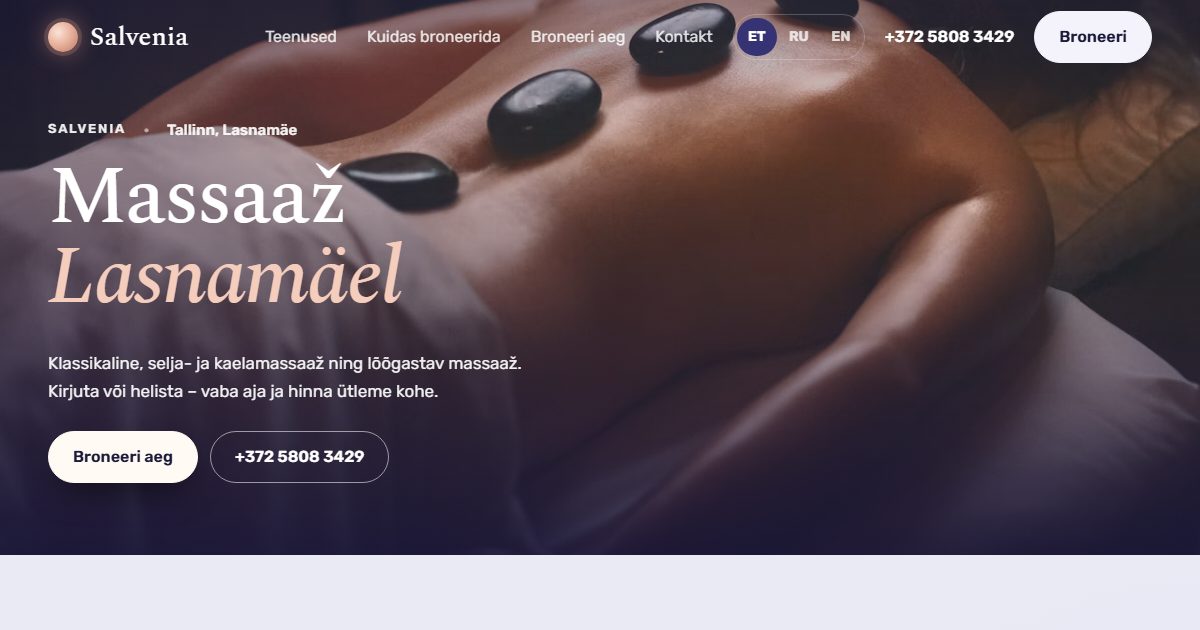 Salvenia
Teenused
Kuidas broneerida
Broneeri aeg
Kontakt
ET
RU
EN
+372 5808 3429
Broneeri
SALVENIA • Tallinn, Lasnamäe
Massaaž
Lasnamäel
Klassikaline, selja- ja kaelamassaaž ning lõõgastav massaaž.
Kirjuta või helista – vaba aja ja hinna ütleme kohe.
Broneeri aeg
+372 5808 3429